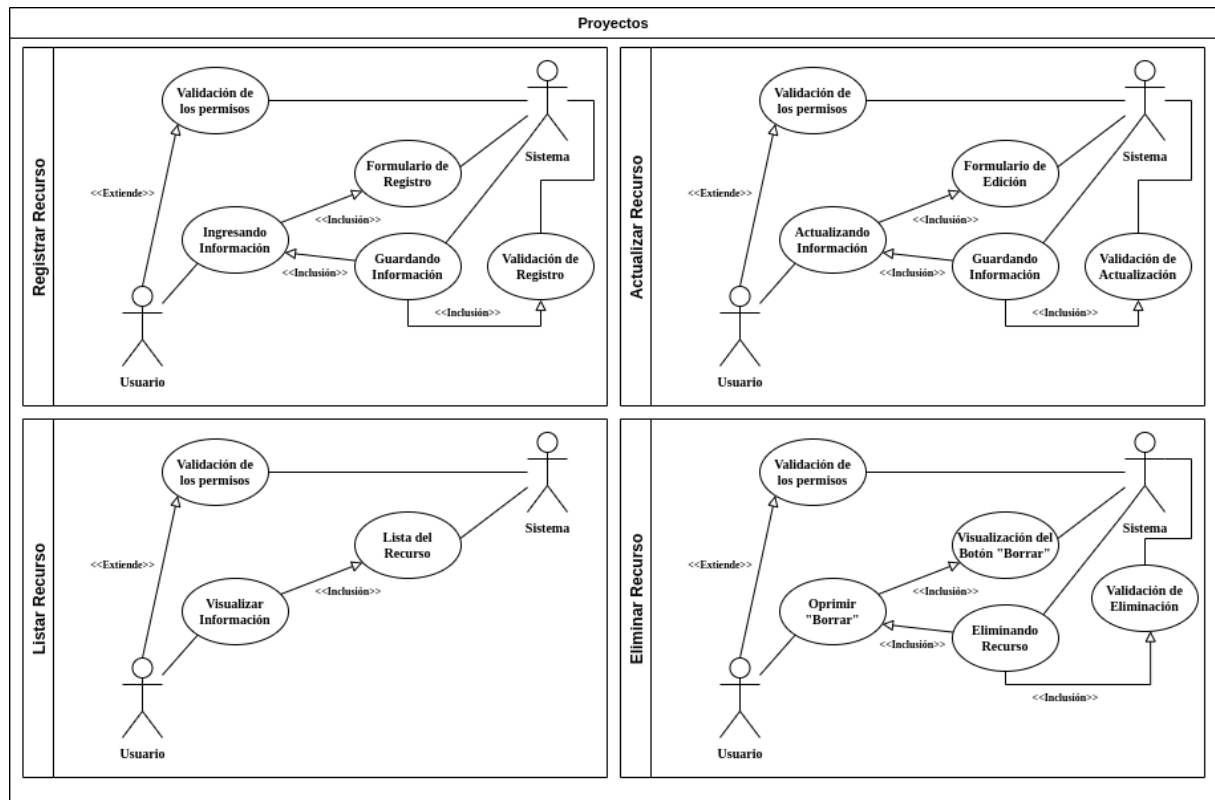 Proyectos
Registrar Recurso
Validación de
los permisos
Sistema
<<Extiende>>
Formulario de
Registro
<<Inclusión>>
Ingresando
Información
<<Inclusión>>
Guardando
Información
Validación de
Registro
<<Inclusión>>
Usuario
Actualizar Recurso
Validación de
los permisos
Sistema
<<Extiende>>
Formulario de
Edición
<<Inclusión>>
Actualizando
Información
<<Inclusión>>
Guardando
Información
Validación de
Actualización
<<Inclusión>>
Usuario
Listar Recurso
Validación de
los permisos
Sistema
<<Extiende>>
Lista del
Recurso
<<Inclusión>>
Visualizar
Información
Usuario
Eliminar Recurso
Validación de
los permisos
Sistema
<<Extiende>>
Visualización del
Botón "Borrar"
<<Inclusión>>
Oprimir
"Borrar"
<<Inclusión>>
Eliminando
Recurso
Validación de
Eliminación
<<Inclusión>>
Usuario